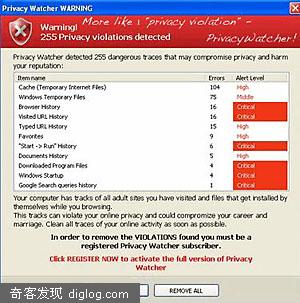 Privacy Watcher WARNING
Warning!
255 Privacy violations detected
More like 1 "privacy violation" -
PrivacyWatcher!
Privacy Watcher detected 255 dangerous traces that may compromise privacy and
harm your reputation:
Item name Errors Alert Level
Cache (Temporary Internet Files) 104 High
Windows Temporary Files 75 Middle
Browser History 16 Critical
Visited URL History 16 Critical
Typed URL History 15 High
Favorites 9 High
"Start -> Run" History 6 Critical
Documents History 5 High
Downloaded Program Files 4 Critical
Windows Startup 4 Critical
Google Search queries history 1 Critical
Your computer has tracks of all adult sites you have visited and files that get installed by
themselves while you browsing.
This tracks can violate your online privacy and could compromize your career and
marriage. Clean all traces of your online activity as soon as possible.
In order to remove the VIOLATIONS found you must be a
registered Privacy Watcher subscriber.
Click REGISTER NOW to activate the full version of Privacy
Watcher
REMOVE ALL
奇客发现 diglog.com